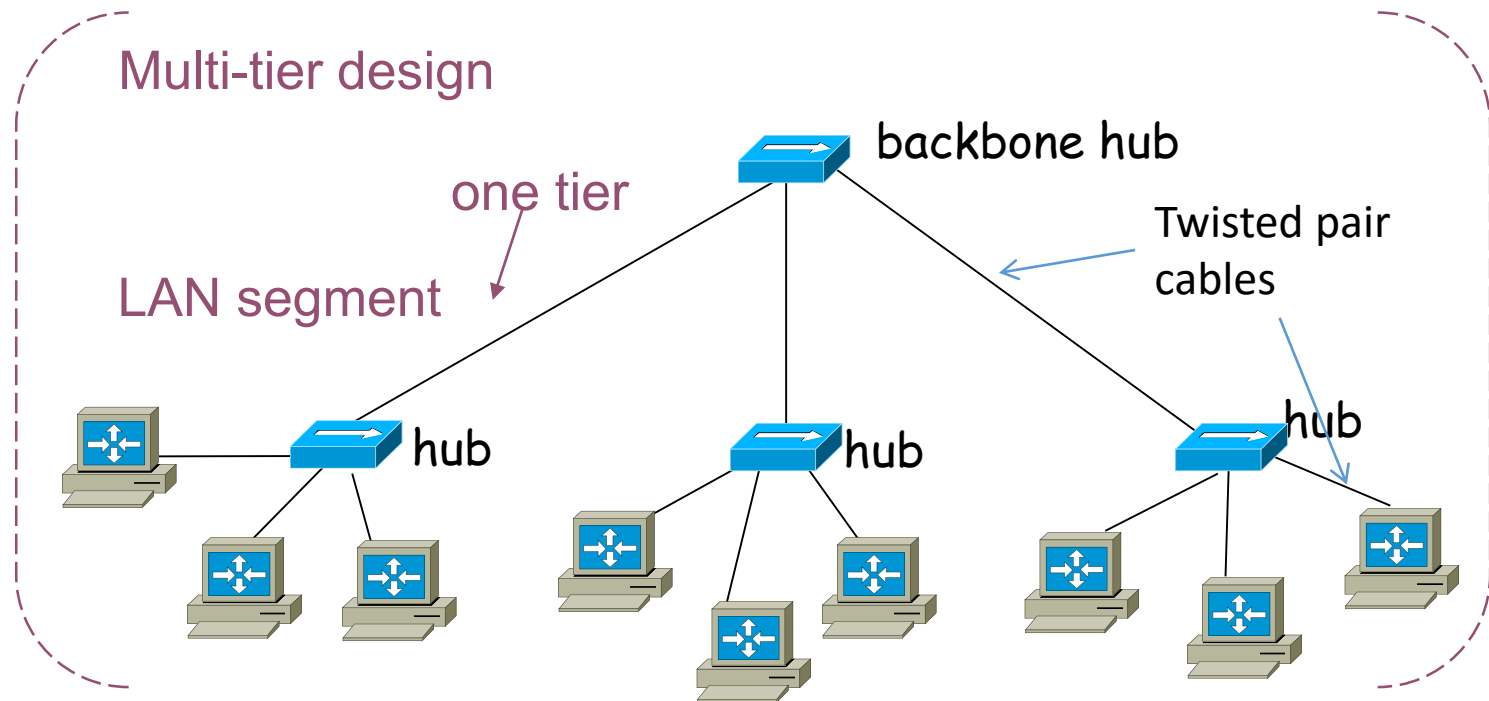 Multi-tier design
backbone hub
one tier
Twisted pair
cables
LAN segment
hub
hub
hub